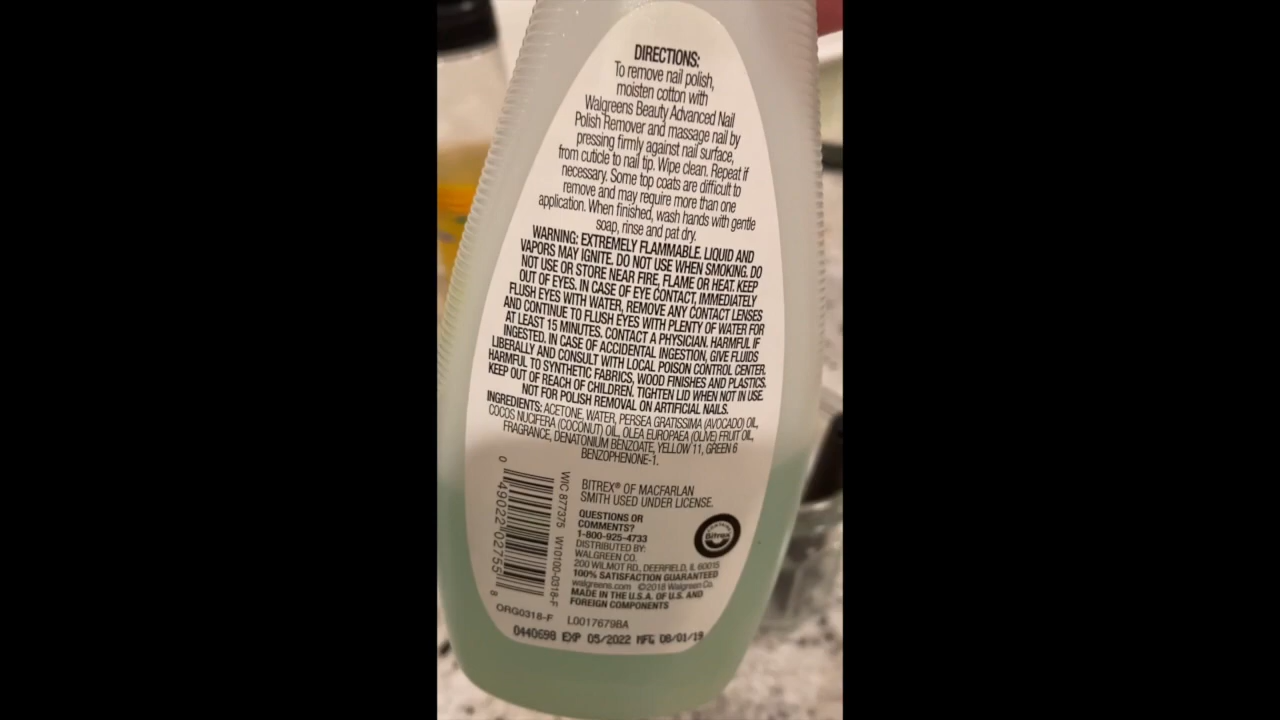 DIRECTIONS:
To remove nail polish,
moisten cotton with
Walgreens Beauty Advanced Nail
Polish Remover and massage nail by
pressing firmly against nail surface,
from cuticle to nail tip. Wipe clean. Repeat if
necessary. Some top coats are difficult to
remove and may require more than one
application. When finished, wash hands with gentle
soap, rinse and pat dry.
WARNING: EXTREMELY FLAMMABLE. LIQUID AND
VAPORS MAY IGNITE. DO NOT USE WHEN SMOKING. DO
NOT USE OR STORE NEAR FIRE, FLAME OR HEAT. KEEP
OUT OF EYES. IN CASE OF EYE CONTACT, IMMEDIATELY
FLUSH EYES WITH WATER, REMOVE ANY CONTACT LENSES
AND CONTINUE TO FLUSH EYES WITH PLENTY OF WATER FOR
AT LEAST 15 MINUTES. CONTACT A PHYSICIAN. HARMFUL IF
INGESTED. IN CASE OF ACCIDENTAL INGESTION, GIVE FLUIDS
LIBERALLY AND CONSULT WITH LOCAL POISON CONTROL CENTER.
HARMFUL TO SYNTHETIC FABRICS, WOOD FINISHES AND PLASTICS.
KEEP OUT OF REACH OF CHILDREN. TIGHTEN LID WHEN NOT IN USE.
NOT FOR POLISH REMOVAL ON ARTIFICIAL NAILS.
INGREDIENTS: ACETONE, WATER, PERSEA GRATISSIMA (AVOCADO) OIL,
COCOS NUCIFERA (COCONUT) OIL, OLEA EUROPAEA (OLIVE) FRUIT OIL,
FRAGRANCE, DENATONIUM BENZOATE, YELLOW 11, GREEN 6
BENZOPHENONE-1.
0 49022 02755 8
WIC 877375 W10100-0318-F
BITREX® OF MACFARLAN
SMITH USED UNDER LICENSE.
QUESTIONS OR
COMMENTS?
1-800-925-4733
DISTRIBUTED BY:
WALGREEN CO.
200 WILMOT RD., DEERFIELD, IL 60015
100% SATISFACTION GUARANTEED
walgreens.com ©2018 Walgreen Co.
MADE IN THE U.S.A. OF U.S. AND
FOREIGN COMPONENTS
Bitrex
ORG0318-F L0017679BA
0440698 EXP 05/2022 MFG 08/01/19